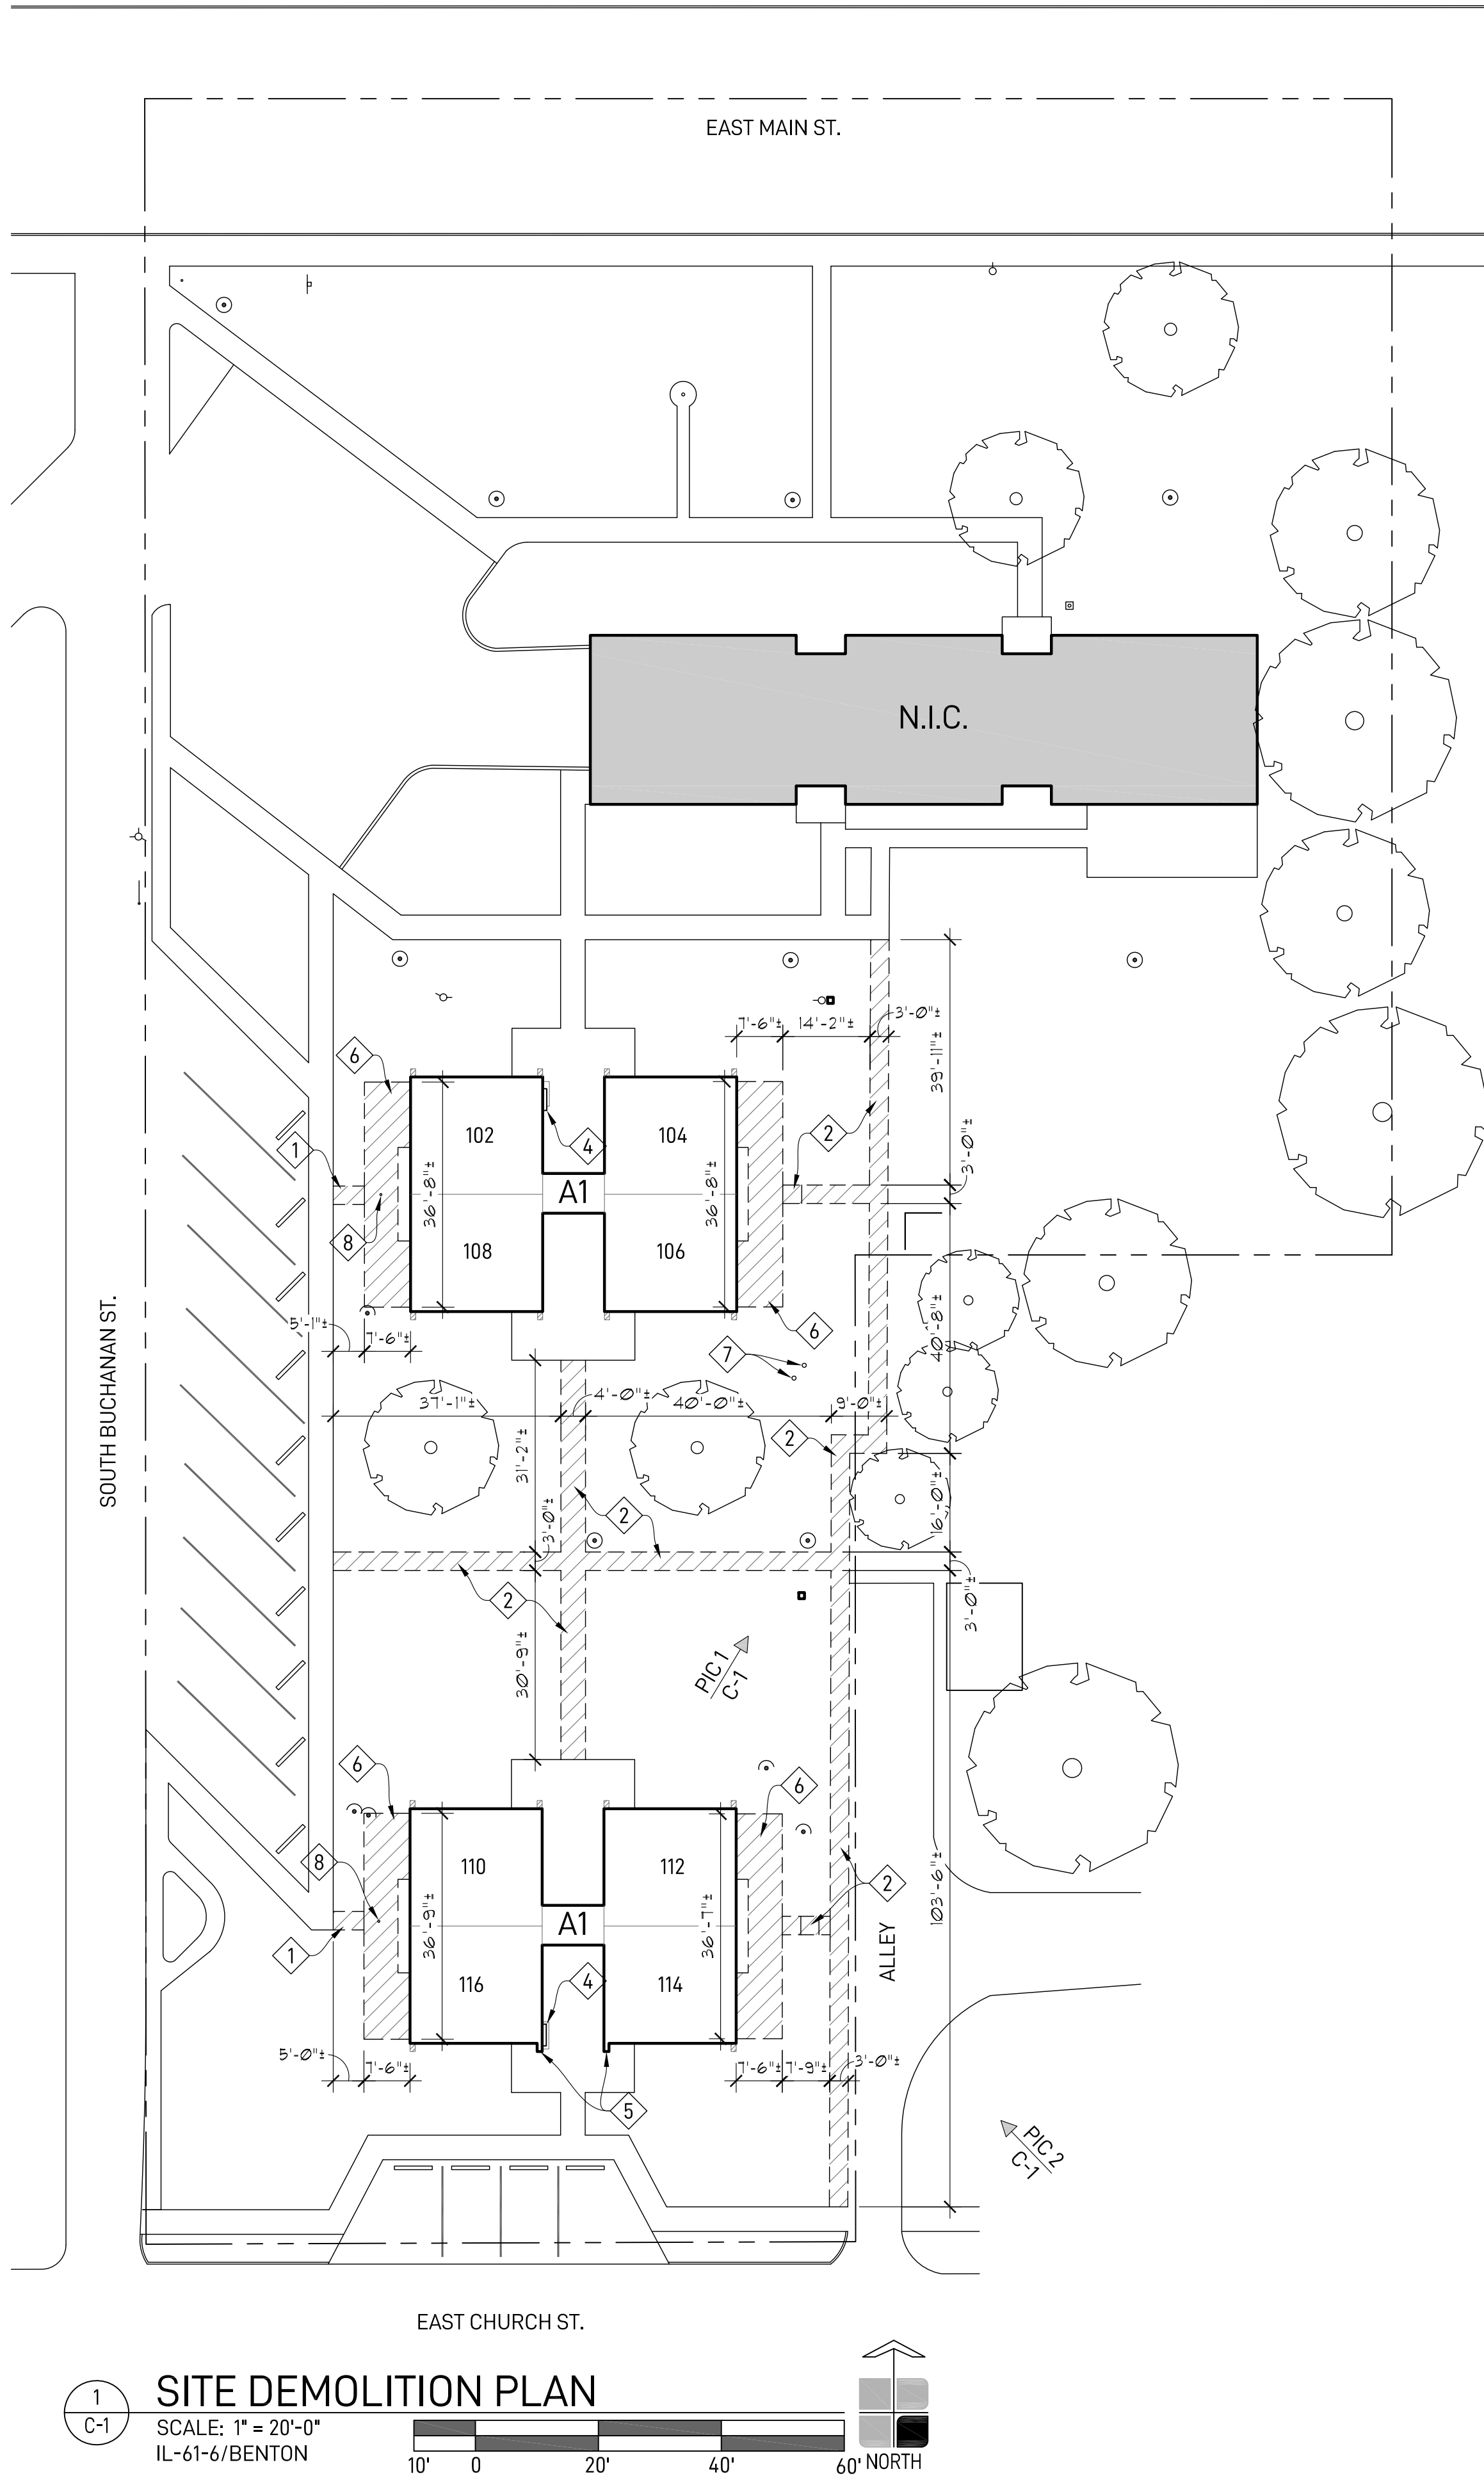 EAST MAIN ST.
N.I.C.
7'-6"± 14'-2"± 3'-0"±
39'-11"±
6
102
104
4
2
1
3'-0"±
36'-8"±
36'-8"±
A1
8
108
106
SOUTH BUCHANAN ST.
5'-1"±
7'-6"±
6
7
40'-8"±
37'-1"± 4'-0"± 40'-0"± 9'-0"±
2
31'-2"±
2
3'-0"±
16'-0"±
2
3'-0"±
30'-9"±
PIC 1
C-1
6
6
8
110
112
2
103'-6"±
36'-9"±
36'-7"±
A1
1
ALLEY
116
4
114
5'-0"± 7'-6"±
7'-6"± 7'-9"± 3'-0"±
5
PIC 2
C-1
EAST CHURCH ST.
1
C-1
SITE DEMOLITION PLAN
SCALE: 1" = 20'-0"
IL-61-6/BENTON
10' 0 20' 40' 60'
NORTH